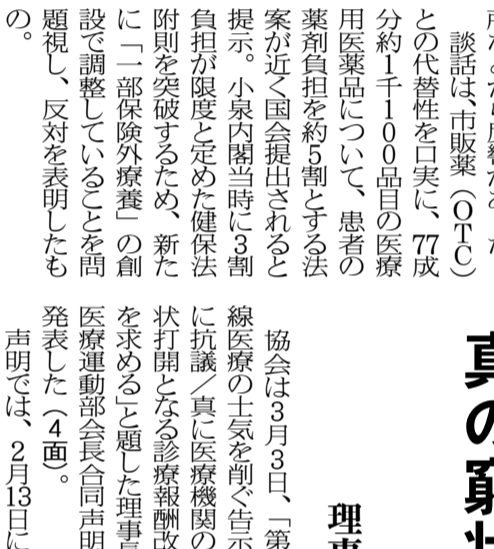 談話は、市販薬（OTC）
との代替性を口実に、77成
分約1千100品目の医療
用医薬品について、患者の
薬剤負担を約5割とする法
案が近く国会提出されると
提示。小泉内閣当時に3割
負担が限度と定めた健保法
附則を突破するため、新た
に「一部保険外療養」の創
設で調整していることを問
題視し、反対を表明したも
の。
真の窮状
理事
協会は3月3日、「第
線医療の士気を削ぐ告示
に抗議／真に医療機関の
状打開となる診療報酬改
を求める」と題した理事長
医療運動部会長合同声明
発表した（4面）。
声明では、2月13日に